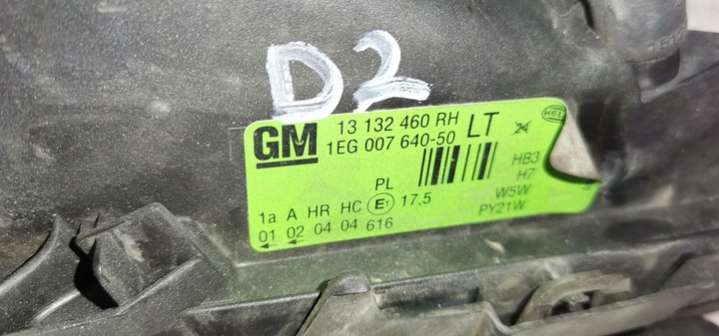 D2
GM 13 132 460 RH LT 24
1EG 007 640-50
HB3
PL H7
1a A HR HC E1 17.5 W5W
01 02 04 04 616 PY21W